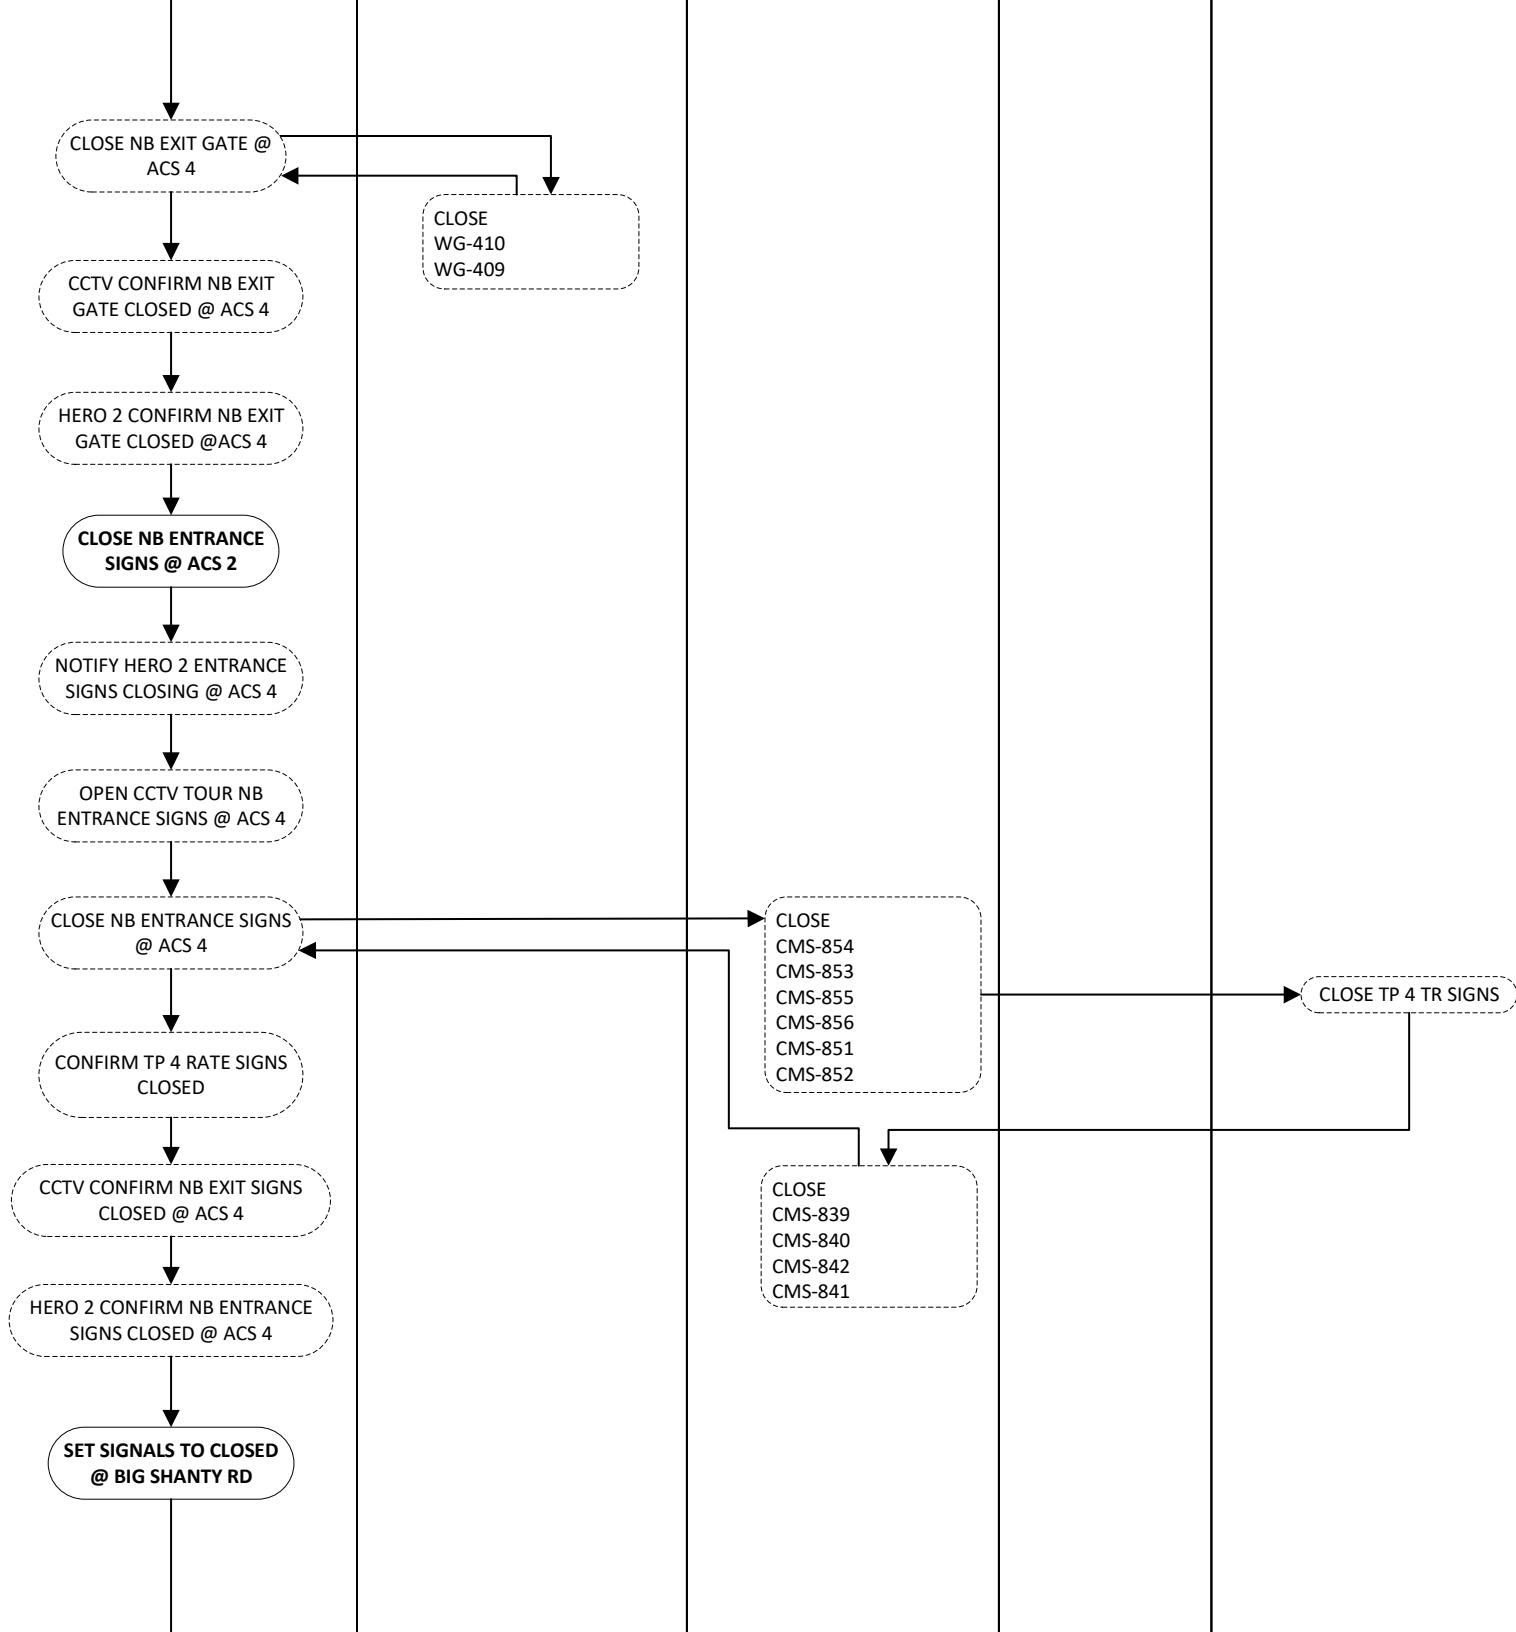 CLOSE NB EXIT GATE @
ACS 4
CLOSE
WG-410
WG-409
CCTV CONFIRM NB EXIT
GATE CLOSED @ ACS 4
HERO 2 CONFIRM NB EXIT
GATE CLOSED @ACS 4
CLOSE NB ENTRANCE
SIGNS @ ACS 2
NOTIFY HERO 2 ENTRANCE
SIGNS CLOSING @ ACS 4
OPEN CCTV TOUR NB
ENTRANCE SIGNS @ ACS 4
CLOSE NB ENTRANCE SIGNS
@ ACS 4
CLOSE
CMS-854
CMS-853
CMS-855
CMS-856
CMS-851
CMS-852
CLOSE TP 4 TR SIGNS
CONFIRM TP 4 RATE SIGNS
CLOSED
CCTV CONFIRM NB EXIT SIGNS
CLOSED @ ACS 4
CLOSE
CMS-839
CMS-840
CMS-842
CMS-841
HERO 2 CONFIRM NB ENTRANCE
SIGNS CLOSED @ ACS 4
SET SIGNALS TO CLOSED
@ BIG SHANTY RD